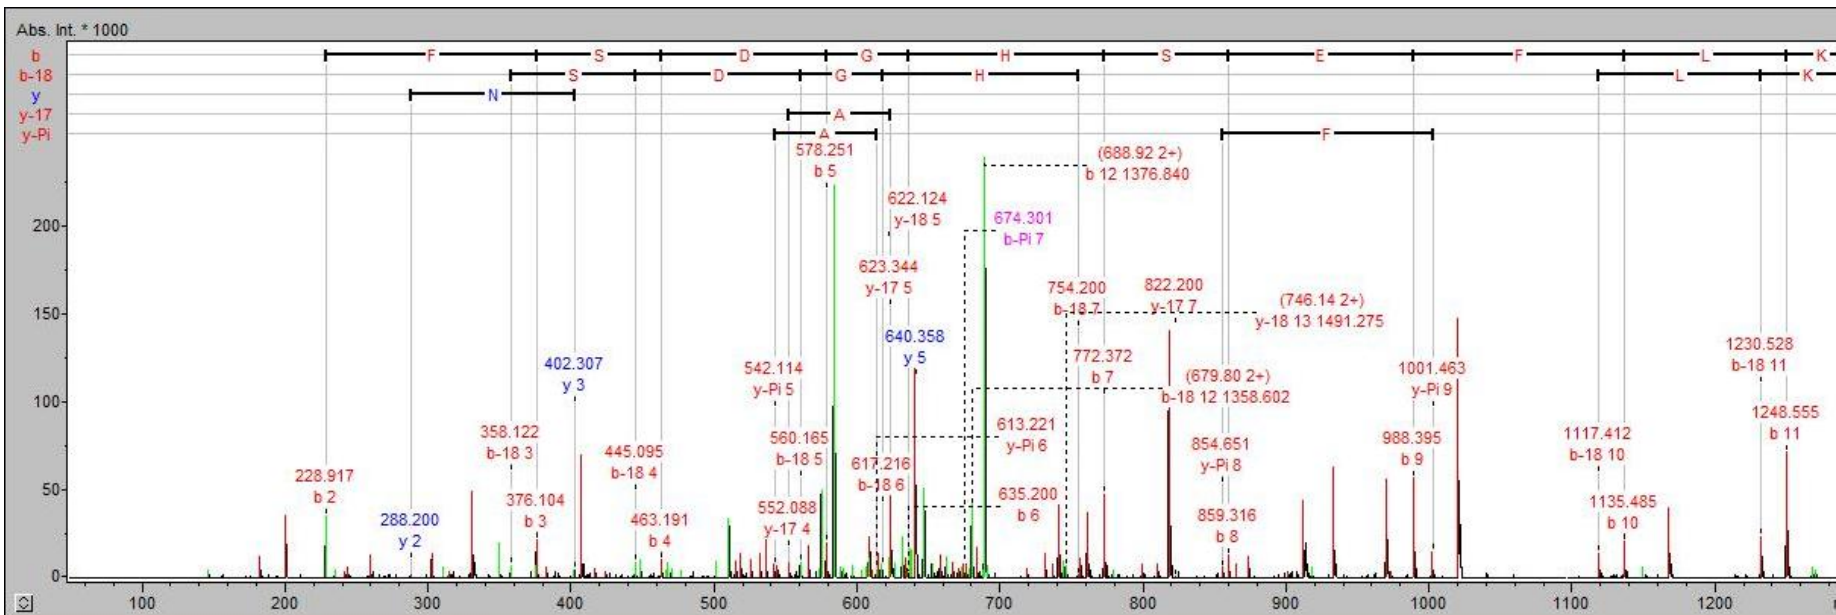 Abs. Int. * 1000
b F S D G H S E F L K
b-18 S D G H L K
y N
y-17 A
y-Pi A F
578.251
b 5
(688.92 2+)
b 12 1376.840
622.124
y-18 5
674.301
b-Pi 7
200
623.344
y-17 5
754.200
b-18 7
822.200
y-17 7
(746.14 2+)
y-18 13 1491.275
150
640.358
y 5
1230.528
b-18 11
402.307
y 3
542.114
y-Pi 5
772.372
b 7
(679.80 2+)
b-18 12 1358.602
1001.463
y-Pi 9
100
1248.555
b 11
358.122
b-18 3
445.095
b-18 4
560.165
b-18 5
613.221
y-Pi 6
854.651
y-Pi 8
988.395
b 9
1117.412
b-18 10
617.216
b-18 6
228.917
b 2
50
376.104
b 3
552.088
y-17 4
635.200
b 6
1135.485
b 10
288.200
y 2
463.191
b 4
859.316
b 8
0
100 200 300 400 500 600 700 800 900 1000 1100 1200